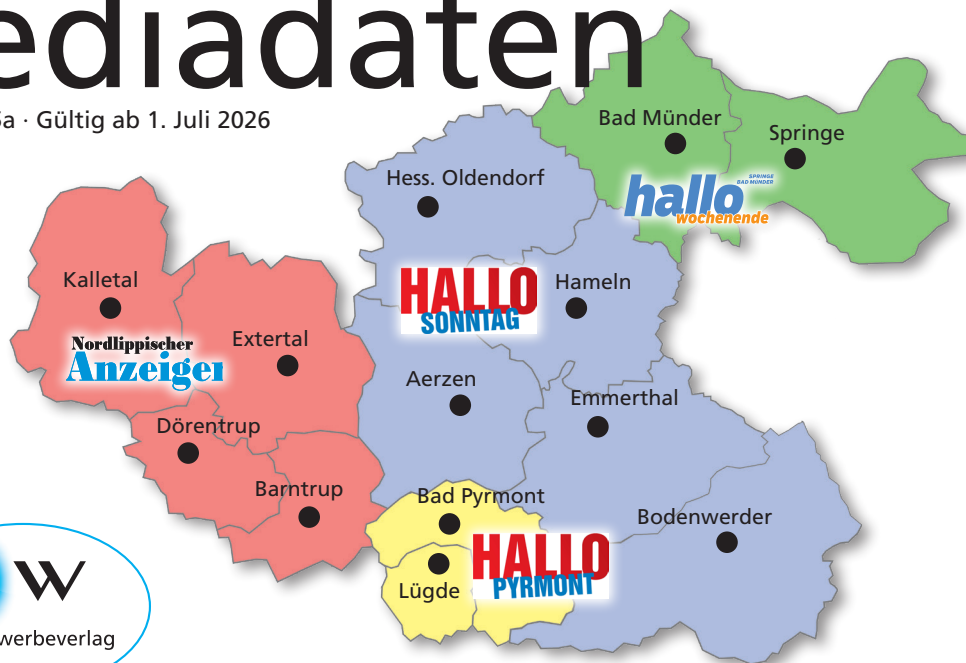 ediadaten
Sa · Gültig ab 1. Juli 2026
Bad Münder
Springe
Hess. Oldendorf
hallo
SPRINGE
BAD MÜNDER
wochenende
Kalletal
HALLO
SONNTAG
Hameln
Nordlippischer
Anzeiger
Extertal
Aerzen
Emmerthal
Dörentrup
Barntrup
Bad Pyrmont
Bodenwerder
HALLO
PYRMONT
Lügde
W
werbeverlag